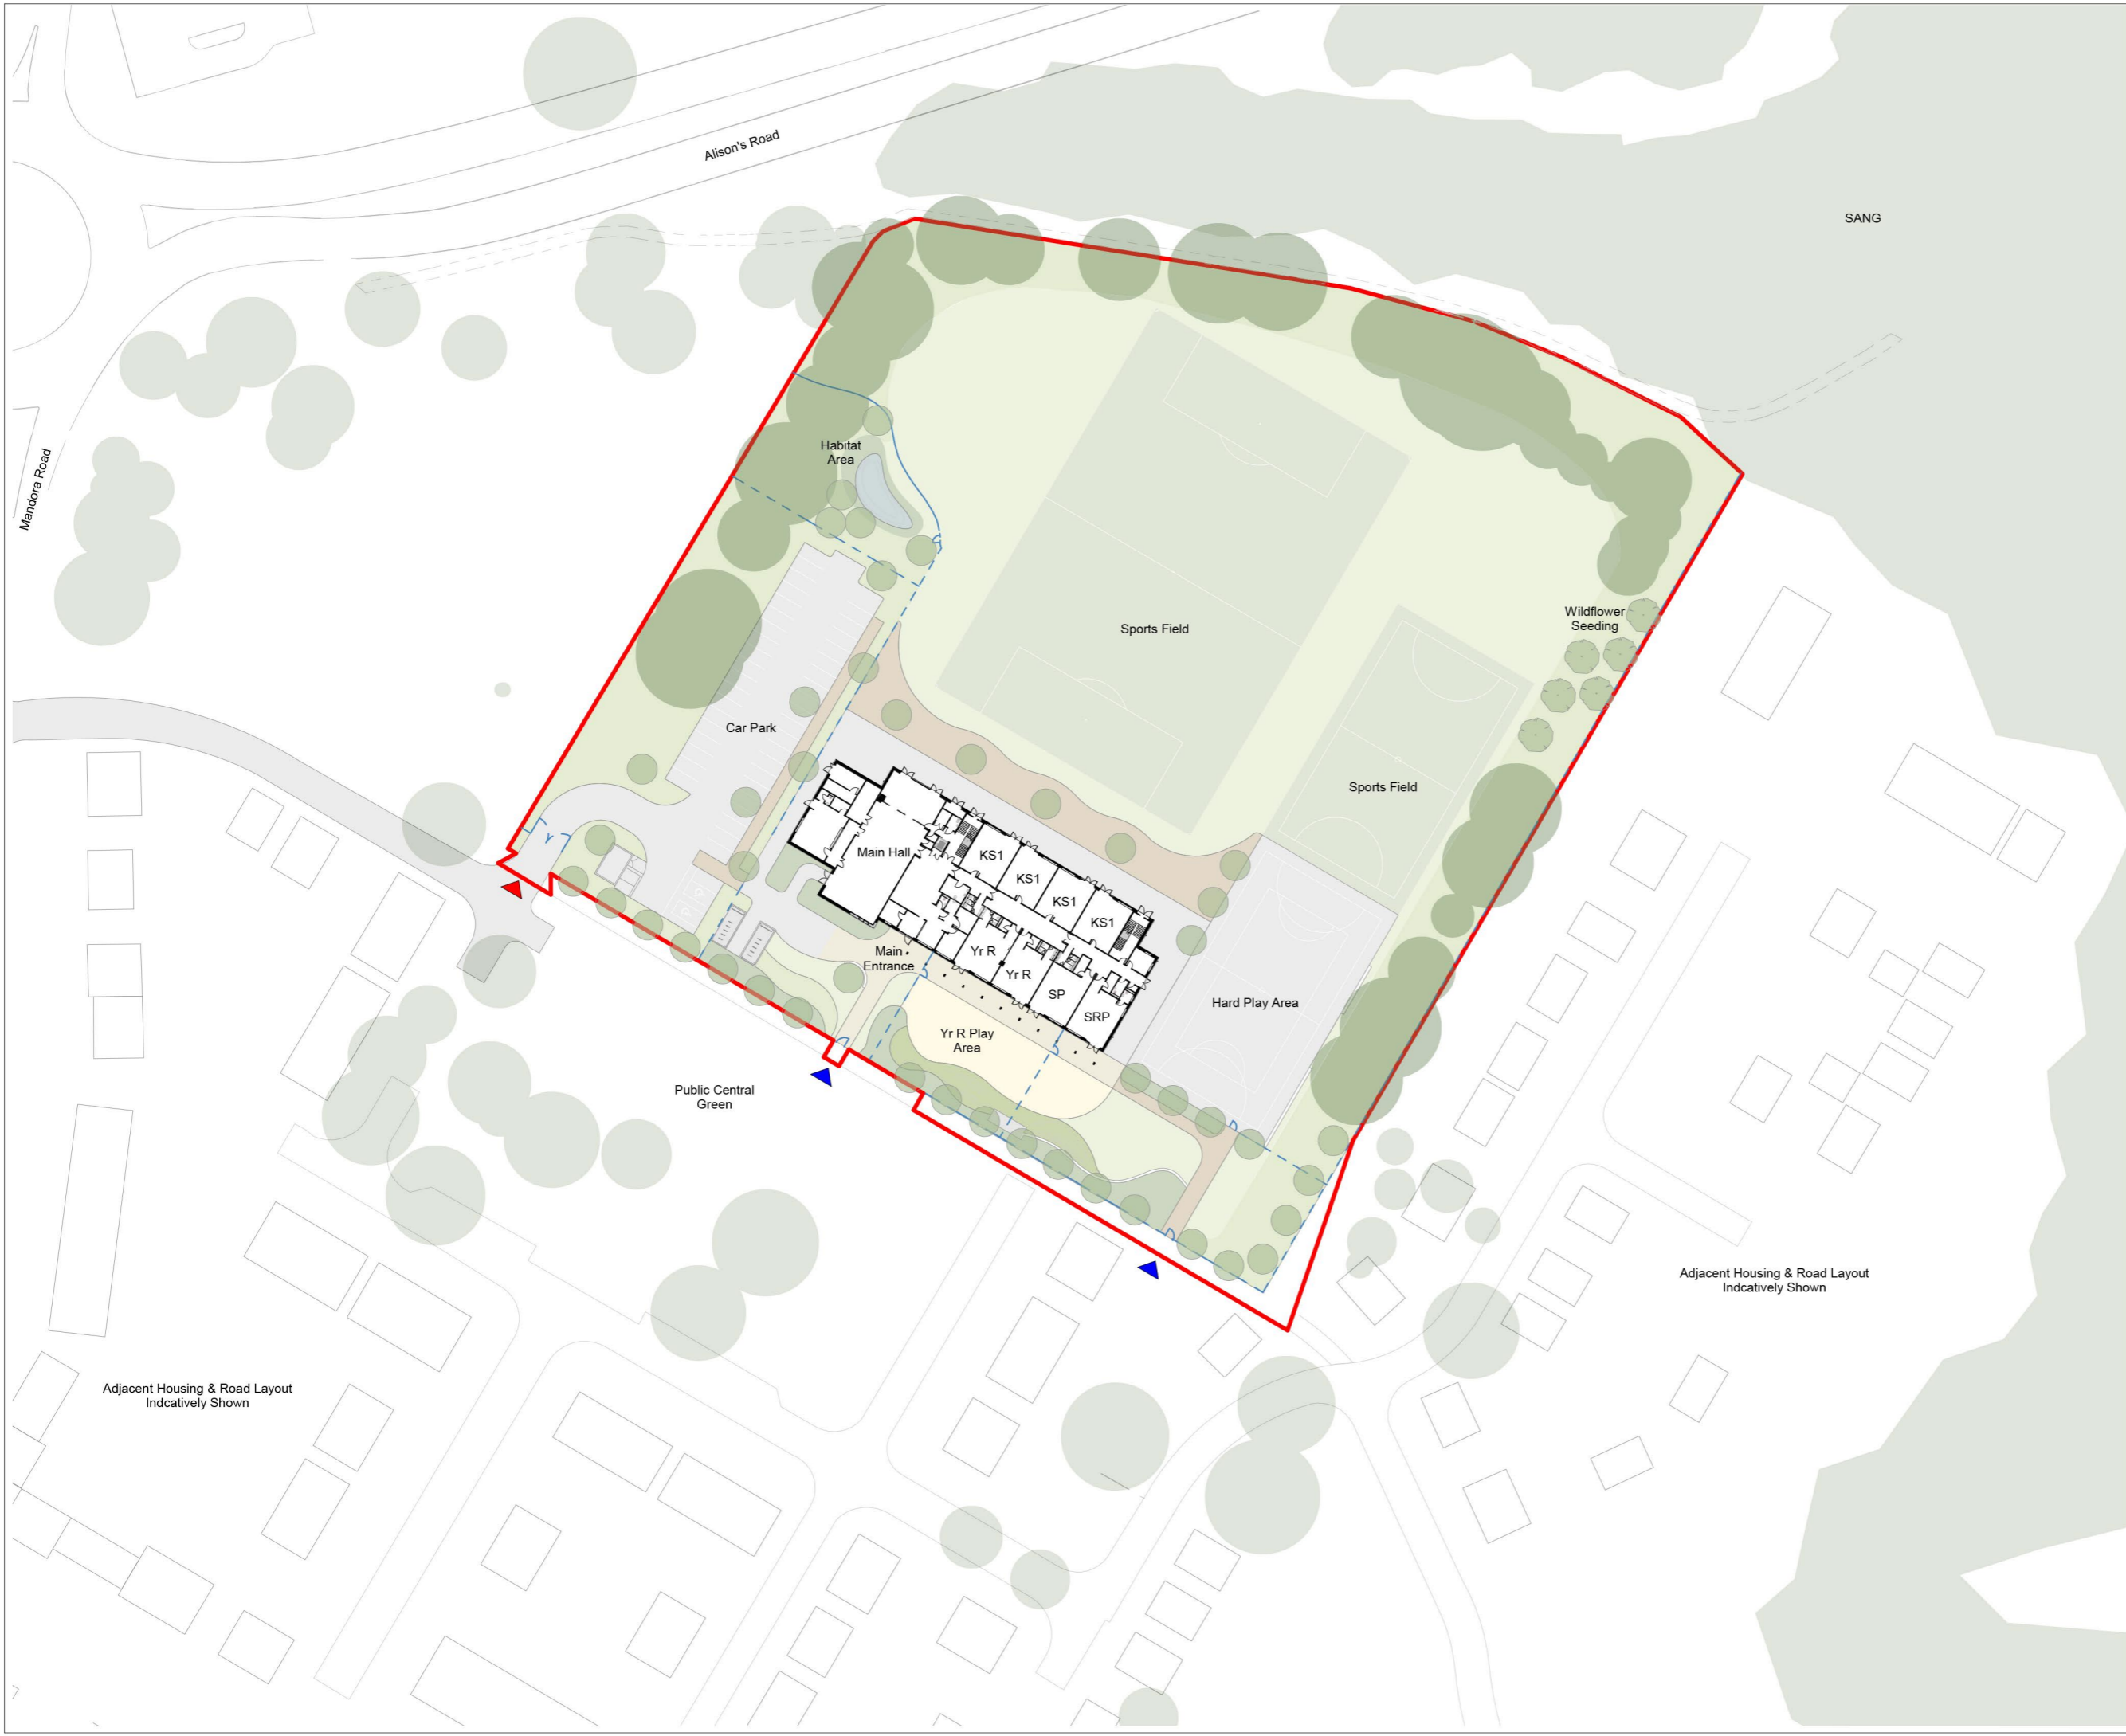 Alison's Road
SANG
Habitat
Area
Mandora Road
Wildflower
Seeding
Sports Field
Car Park
Sports Field
Main Hall
KS1
KS1
KS1
KS1
Main
Entrance
Yr R
Yr R
SP
SRP
Hard Play Area
Yr R Play
Area
Public Central
Green
Adjacent Housing & Road Layout
Indcatively Shown
Adjacent Housing & Road Layout
Indcatively Shown